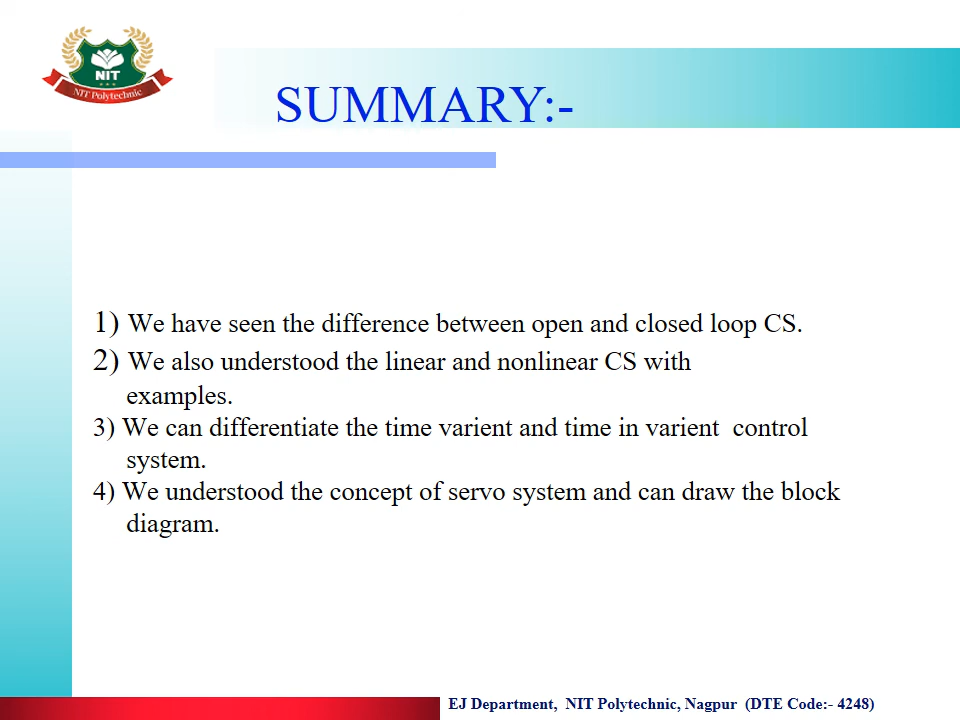 NIT
NIT Polytechnic
SUMMARY:-
1) We have seen the difference between open and closed loop CS.
2) We also understood the linear and nonlinear CS with
examples.
3) We can differentiate the time varient and time in varient control
system.
4) We understood the concept of servo system and can draw the block
diagram.
EJ Department, NIT Polytechnic, Nagpur (DTE Code:- 4248)